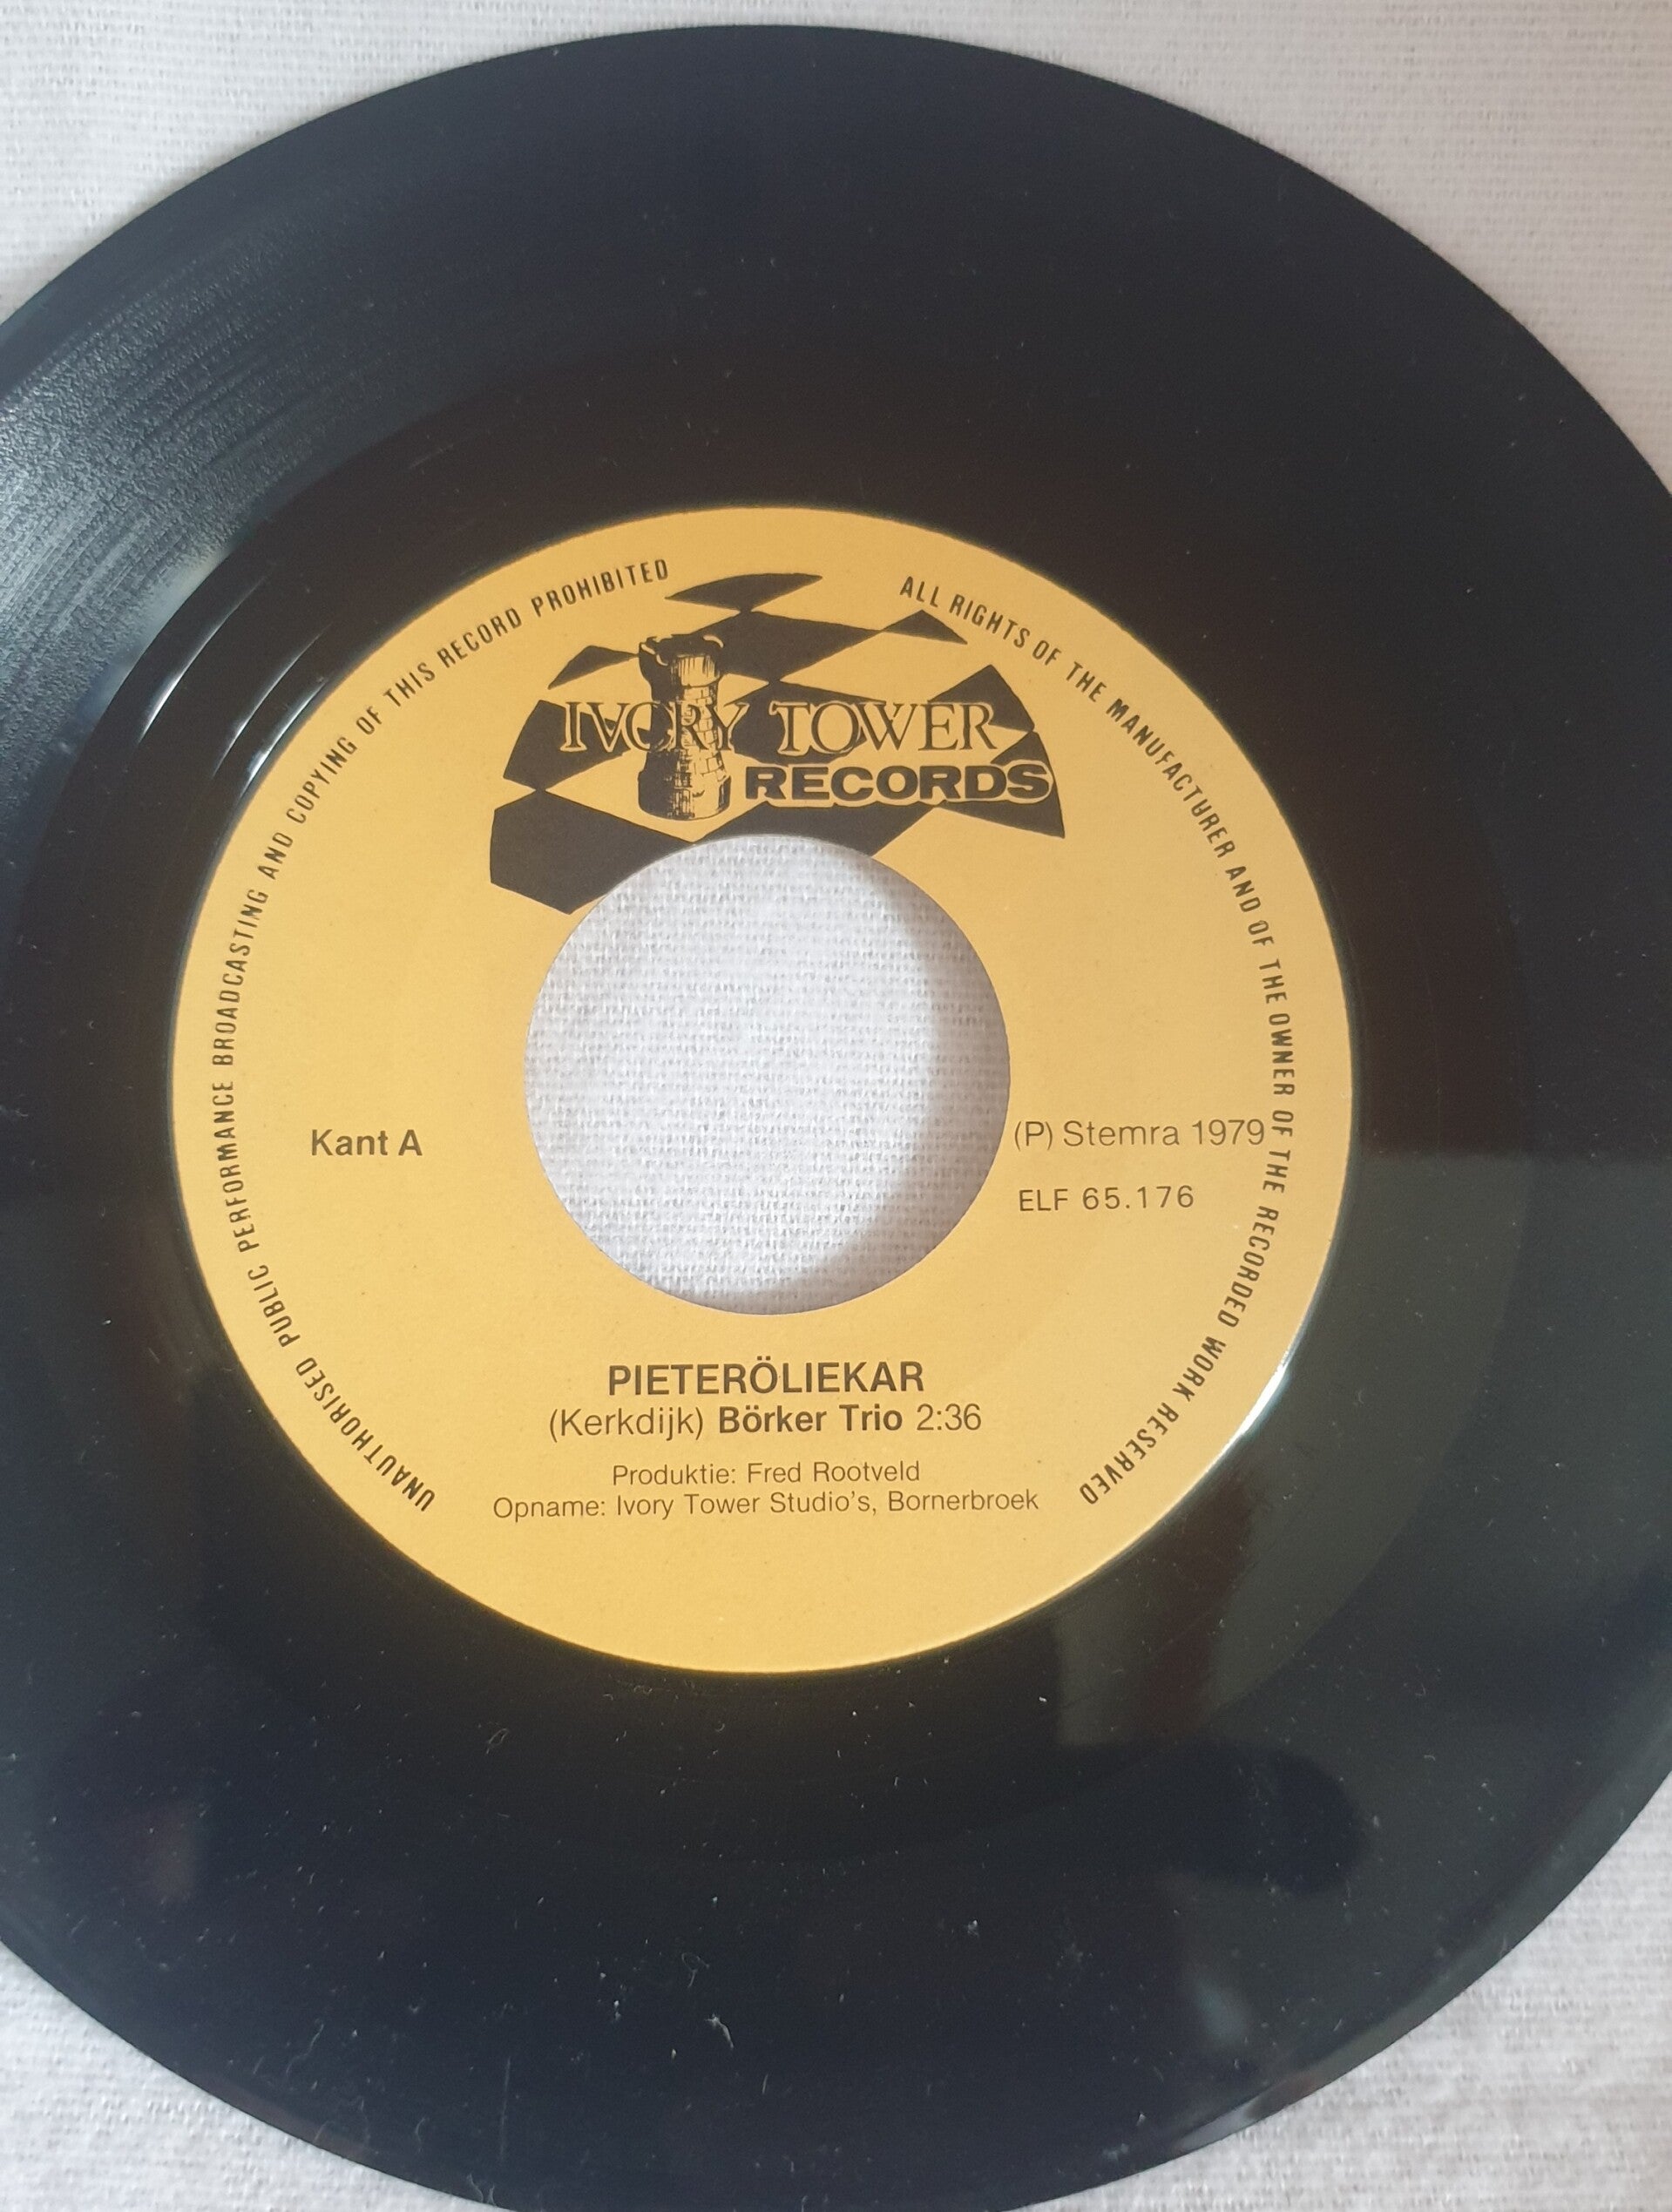 UNAUTHORISED PUBLIC PERFORMANCE BROADCASTING AND COPYING OF THIS RECORD PROHIBITED
ALL RIGHTS OF THE MANUFACTURER AND OF THE OWNER OF THE RECORDED WORK RESERVED
IVORY TOWER
RECORDS
Kant A
(P) Stemra 1979
ELF 65.176
PIETERÖLIEKAR
(Kerkdijk) Börker Trio 2:36
Produktie: Fred Rootveld
Opname: Ivory Tower Studio's, Bornerbroek